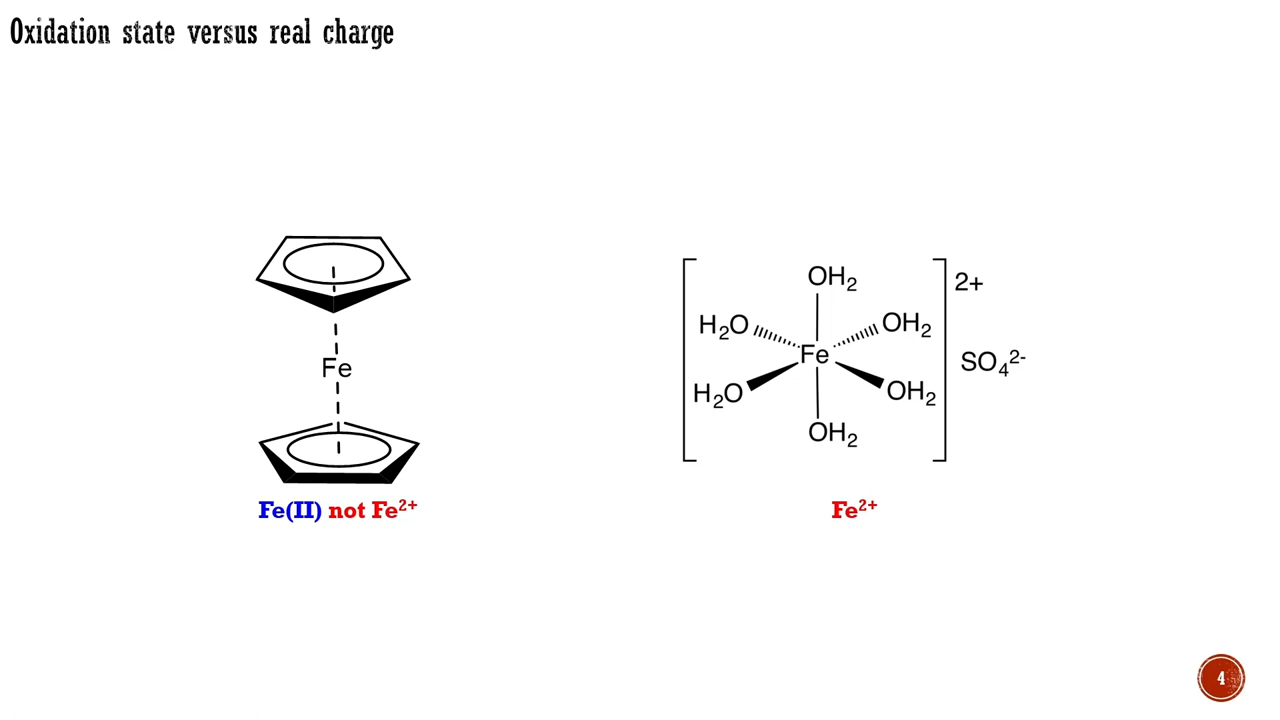 Oxidation state versus real charge
Fe
Fe(II) not Fe²⁺
OH₂
H₂O
OH₂
Fe
H₂O
OH₂
OH₂
2+
SO₄²⁻
Fe²⁺
4